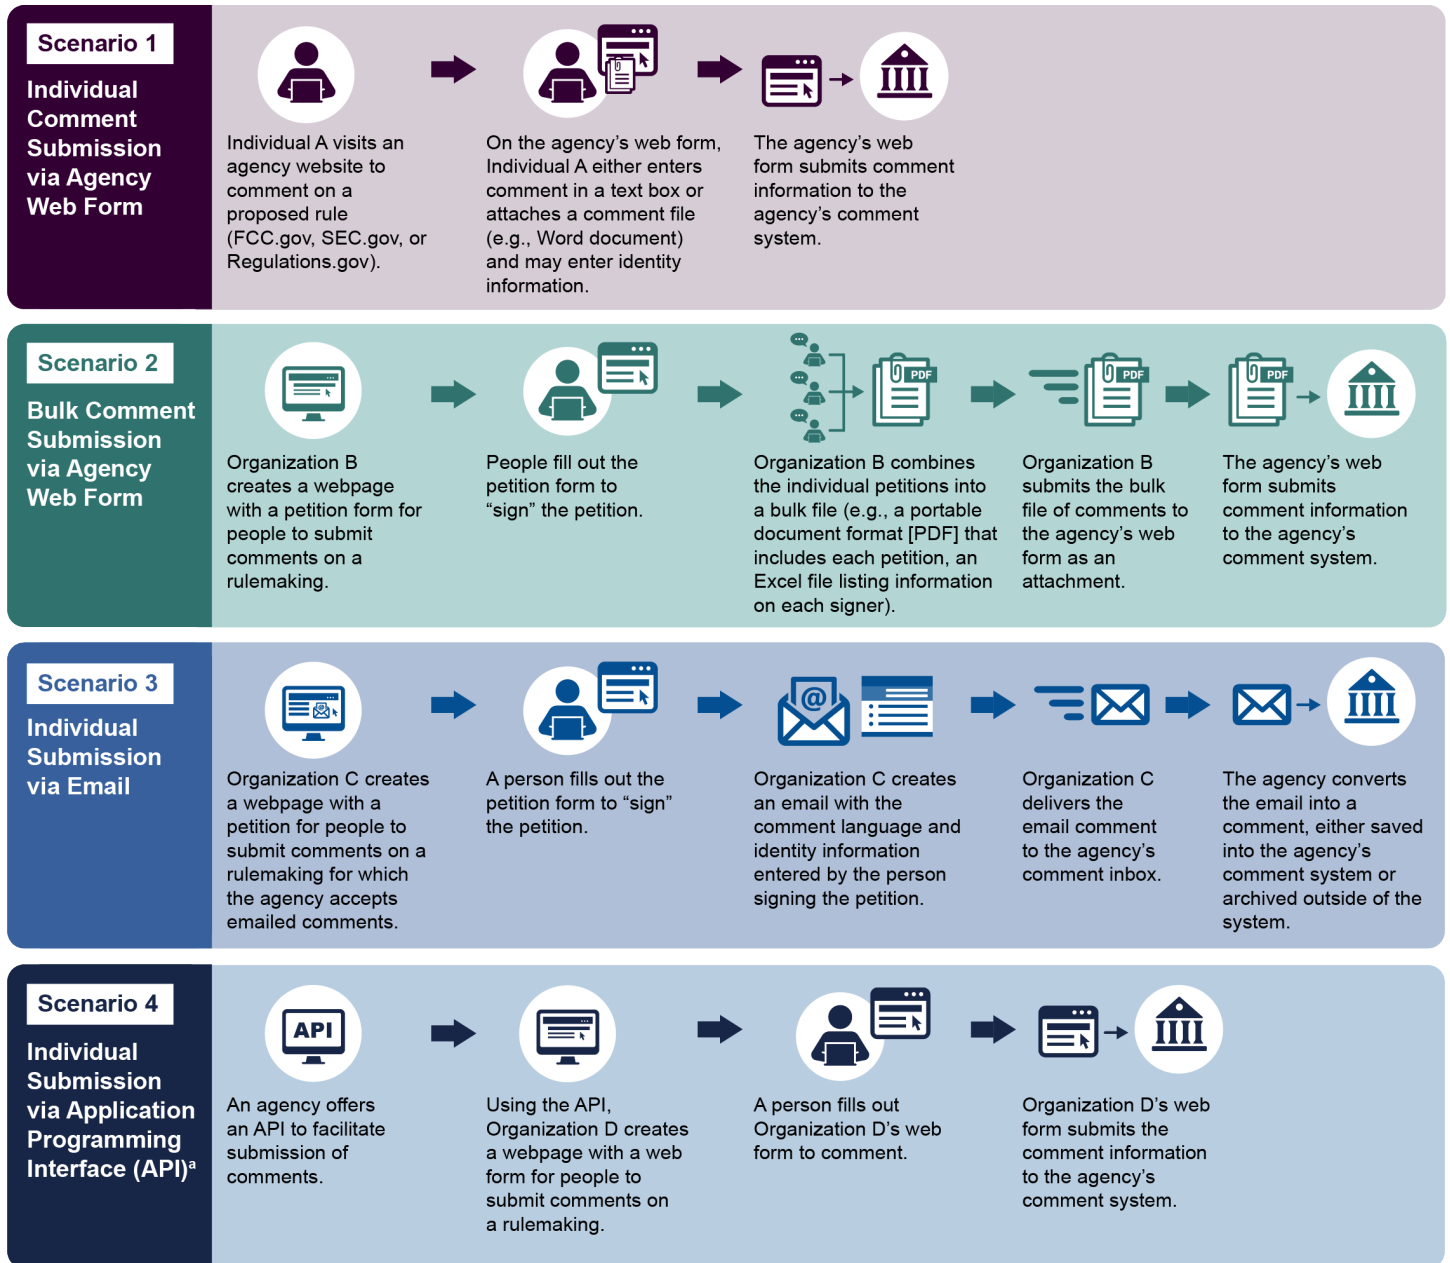 Scenario 1
Individual
Comment
Submission
via Agency
Web Form
Individual A visits an
agency website to
comment on a
proposed rule
(FCC.gov, SEC.gov, or
Regulations.gov).
On the agency's web form,
Individual A either enters
comment in a text box or
attaches a comment file
(e.g., Word document)
and may enter identity
information.
The agency's web
form submits comment
information to the
agency's comment
system.
Scenario 2
Bulk Comment
Submission
via Agency
Web Form
Organization B
creates a webpage
with a petition form for
people to submit
comments on a
rulemaking.
People fill out the
petition form to
“sign” the petition.
PDF
Organization B combines
the individual petitions into
a bulk file (e.g., a portable
document format [PDF] that
includes each petition, an
Excel file listing information
on each signer).
PDF
Organization B
submits the bulk
file of comments to
the agency's web
form as an
attachment.
PDF
The agency's web
form submits
comment information
to the agency's
comment system.
Scenario 3
Individual
Submission
via Email
Organization C creates
a webpage with a
petition for people to
submit comments on a
rulemaking for which
the agency accepts
emailed comments.
A person fills out the
petition form to “sign”
the petition.
@
Organization C creates
an email with the
comment language and
identity information
entered by the person
signing the petition.
Organization C
delivers the
email comment
to the agency's
comment inbox.
The agency converts
the email into a
comment, either saved
into the agency's
comment system or
archived outside of the
system.
Scenario 4
Individual
Submission
via Application
Programming
Interface (API)ª
API
An agency offers
an API to facilitate
submission of
comments.
Using the API,
Organization D creates
a webpage with a web
form for people to
submit comments on
a rulemaking.
A person fills out
Organization D's web
form to comment.
Organization D's web
form submits the
comment information
to the agency's
comment system.